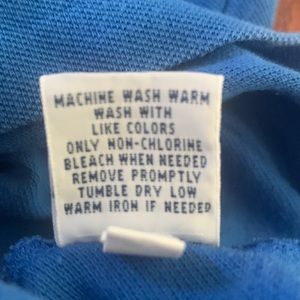 MACHINE WASH WARM
WASH WITH
LIKE COLORS
ONLY NON-CHLORINE
BLEACH WHEN NEEDED
REMOVE PROMPTLY
TUMBLE DRY LOW
WARM IRON IF NEEDED